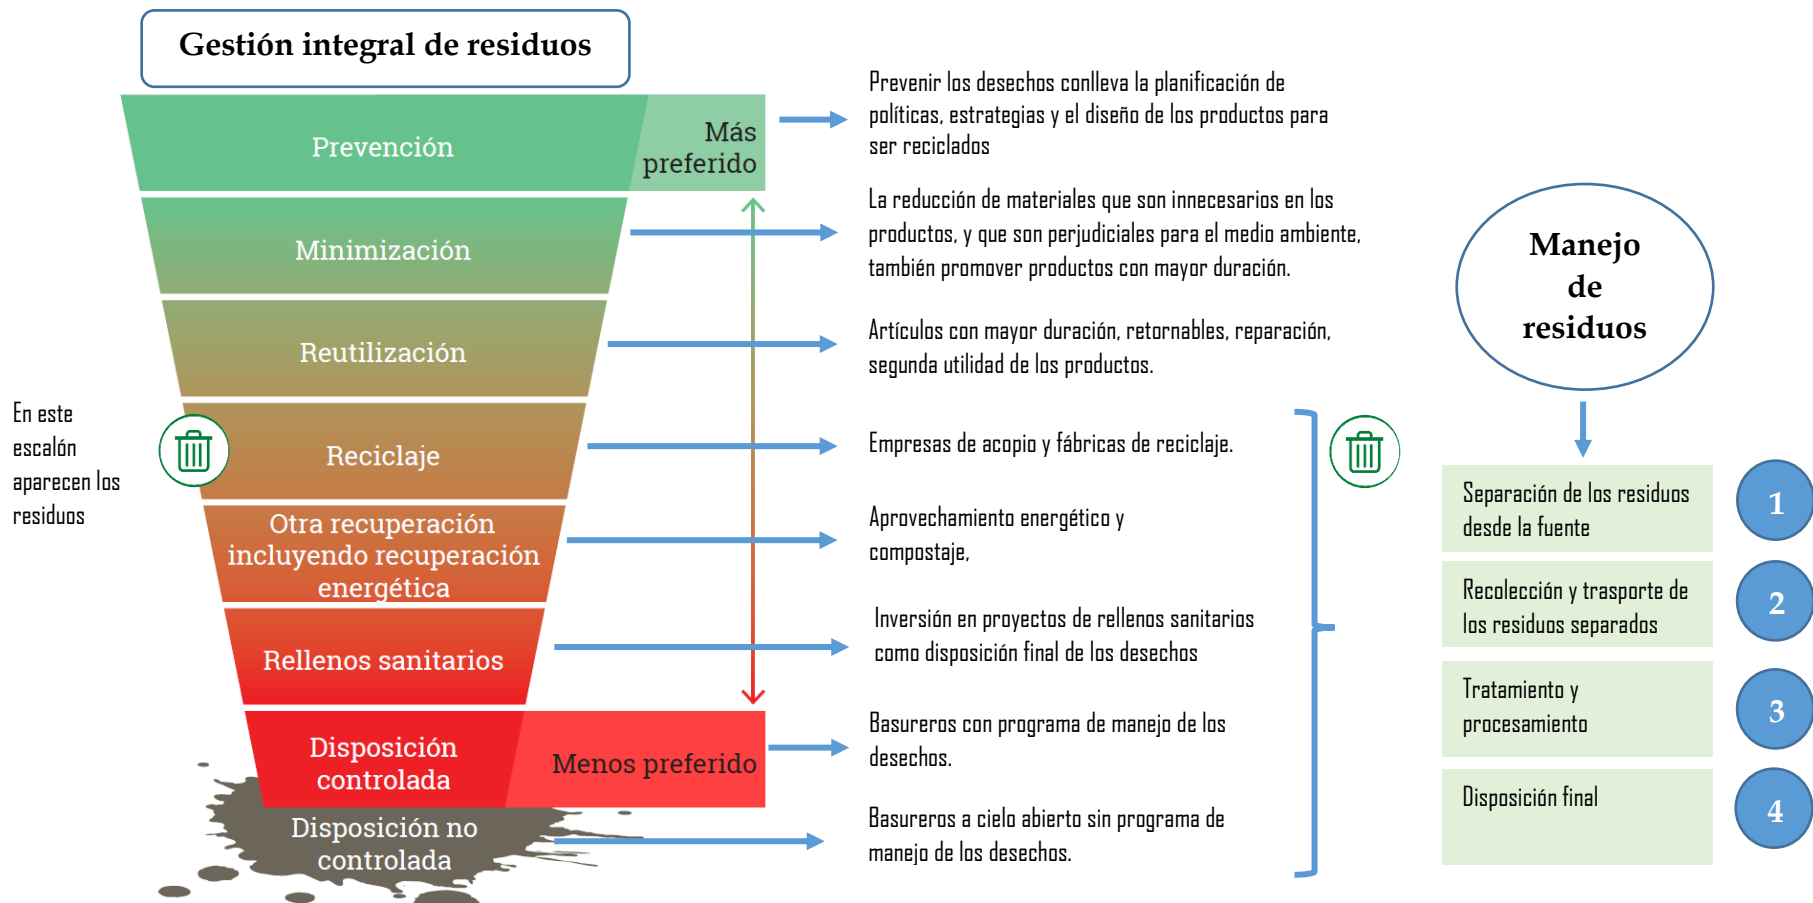 Gestión integral de residuos
Prevención
Más
preferido
Prevenir los desechos conlleva la planificación de
políticas, estrategias y el diseño de los productos para
ser reciclados
Minimización
La reducción de materiales que son innecesarios en los
productos, y que son perjudiciales para el medio ambiente,
también promover productos con mayor duración.
Reutilización
Artículos con mayor duración, retornables, reparación,
segunda utilidad de los productos.
En este
escalón
aparecen los
residuos
Reciclaje
Empresas de acopio y fábricas de reciclaje.
Otra recuperación
incluyendo recuperación
energética
Aprovechamiento energético y
compostaje,
Rellenos sanitarios
Inversión en proyectos de rellenos sanitarios
como disposición final de los desechos
Disposición
controlada
Menos preferido
Basureros con programa de manejo de los
desechos.
Disposición no
controlada
Basureros a cielo abierto sin programa de
manejo de los desechos.
Manejo
de
residuos
Separación de los residuos
desde la fuente
1
Recolección y trasporte de
los residuos separados
2
Tratamiento y
procesamiento
3
Disposición final
4